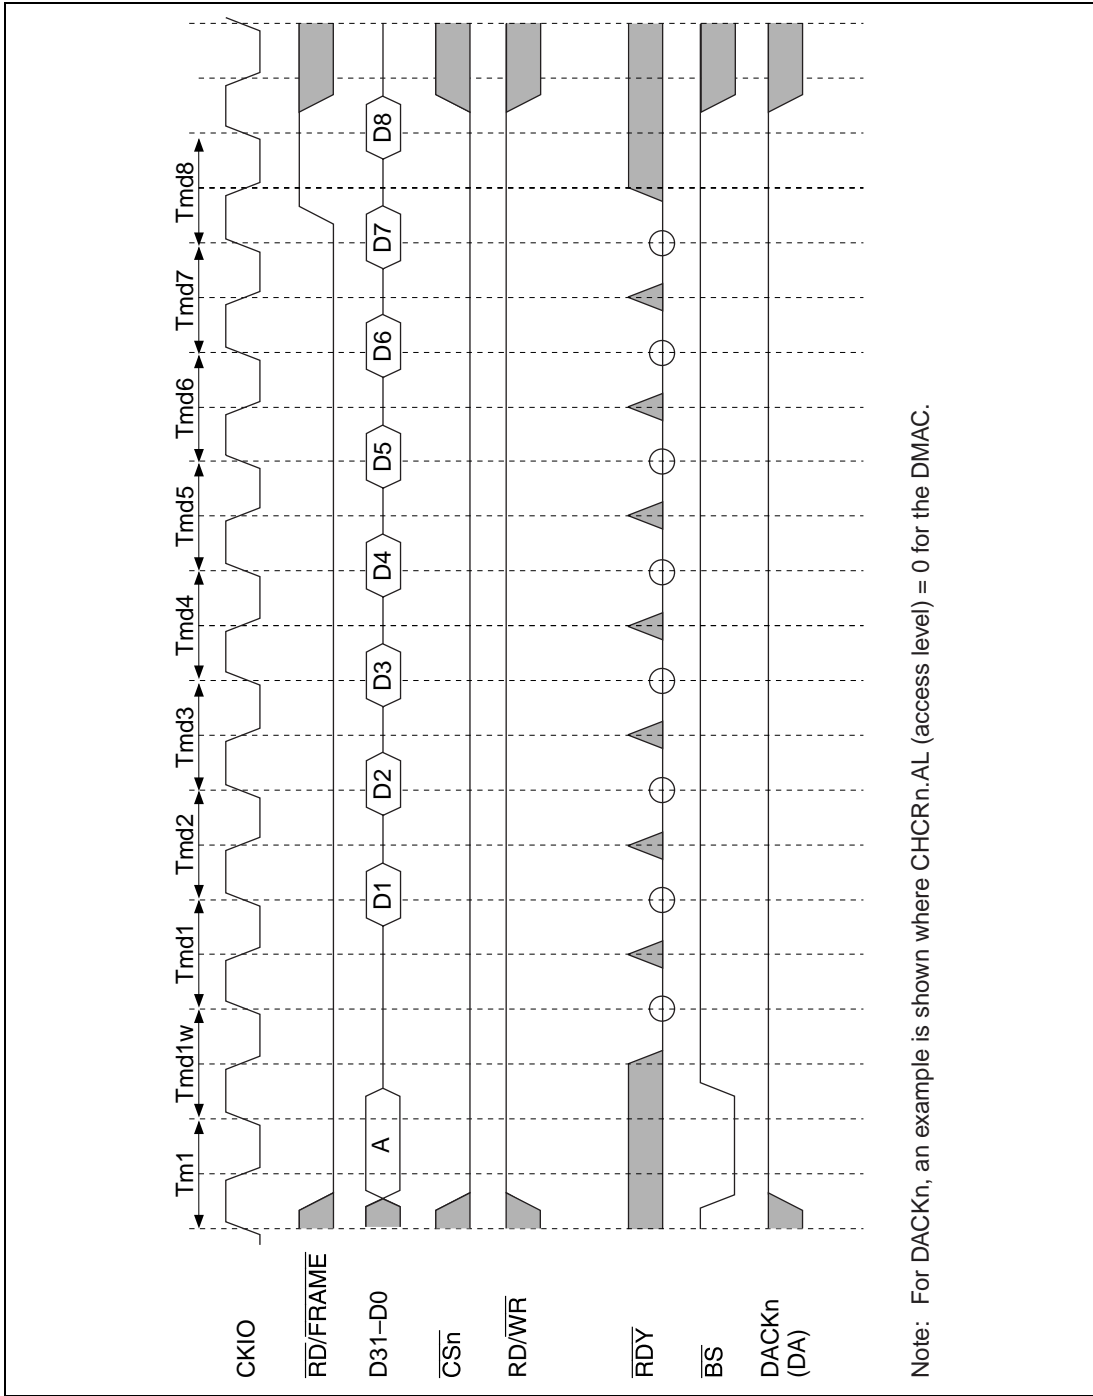 Tm1 Tmd1w Tmd1 Tmd2 Tmd3 Tmd4 Tmd5 Tmd6 Tmd7 Tmd8
CKIO
RD/FRAME
D31–D0 A D1 D2 D3 D4 D5 D6 D7 D8
CSn
RD/WR
RDY
BS
DACKn
(DA)
Note: For DACKn, an example is shown where CHCRn.AL (access level) = 0 for the DMAC.